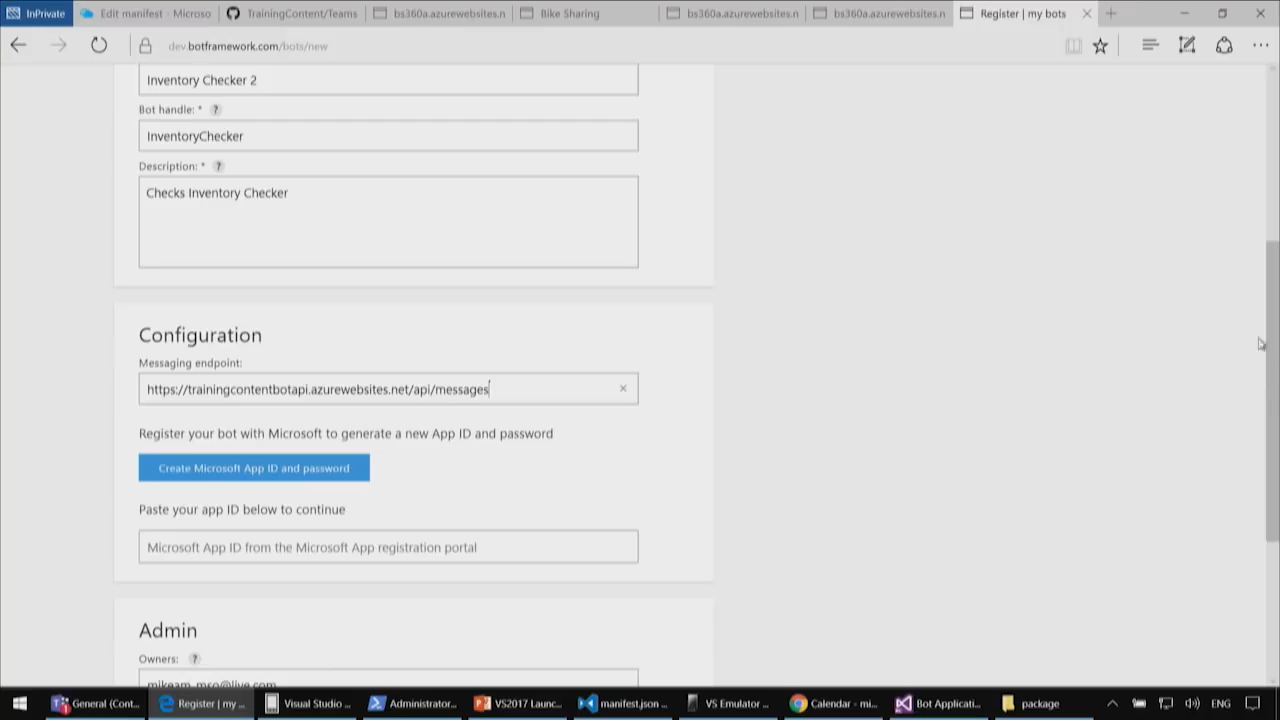 InPrivate
Edit manifest - Microso
TrainingContent/Teams
bs360a.azurewebsites.n
Bike Sharing
bs360a.azurewebsites.n
bs360a.azurewebsites.n
Register | my bots
dev.botframework.com/bots/new
Inventory Checker 2
Bot handle: * ?
InventoryChecker
Description: * ?
Checks Inventory Checker
Configuration
Messaging endpoint:
https://trainingcontentbotapi.azurewebsites.net/api/messages
Register your bot with Microsoft to generate a new App ID and password
Create Microsoft App ID and password
Paste your app ID below to continue
Microsoft App ID from the Microsoft App registration portal
Admin
Owners: ?
mikeam_mso@live.com
General (Cont...
Register | my ...
Visual Studio ...
Administrator...
VS2017 Launc...
manifest.json ...
VS Emulator ...
Calendar - mi...
Bot Applicati...
package
ENG